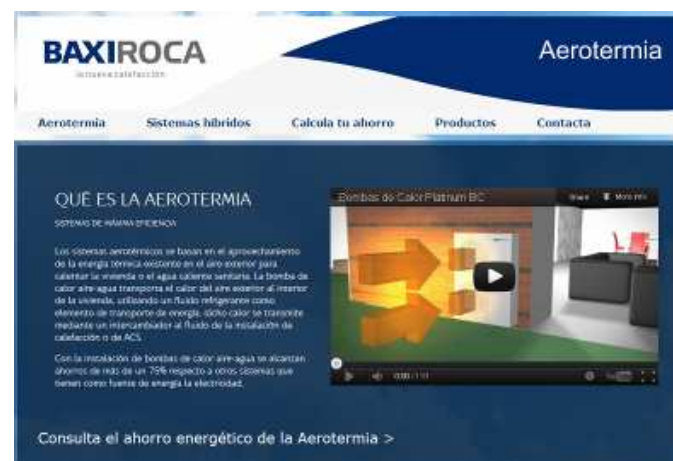 BAXIROCA
la nueva calefacción
Aerotermia
Aerotermia Sistemas híbridos Calcula tu ahorro Productos Contacta
QUÉ ES LA AEROTERMIA
SISTEMAS DE MÁXIMA EFICIENCIA
Los sistemas aerotérmicos se basan en el aprovechamiento
de la energía térmica existente en el aire exterior para
calentar la vivienda o el agua caliente sanitaria. La bomba de
calor aire-agua transporta el calor del aire exterior al interior
de la vivienda, utilizando un fluido refrigerante como
elemento de transporte de energía, dicho calor se transmite
mediante un intercambiador al fluido de la instalación de
calefacción o de ACS.
Con la instalación de bombas de calor aire-agua se alcanzan
ahorros de más de un 75% respecto a otros sistemas que
tienen como fuente de energía la electricidad.
Bombas de Calor Platinum BC
Share More info
Consulta el ahorro energético de la Aerotermia >